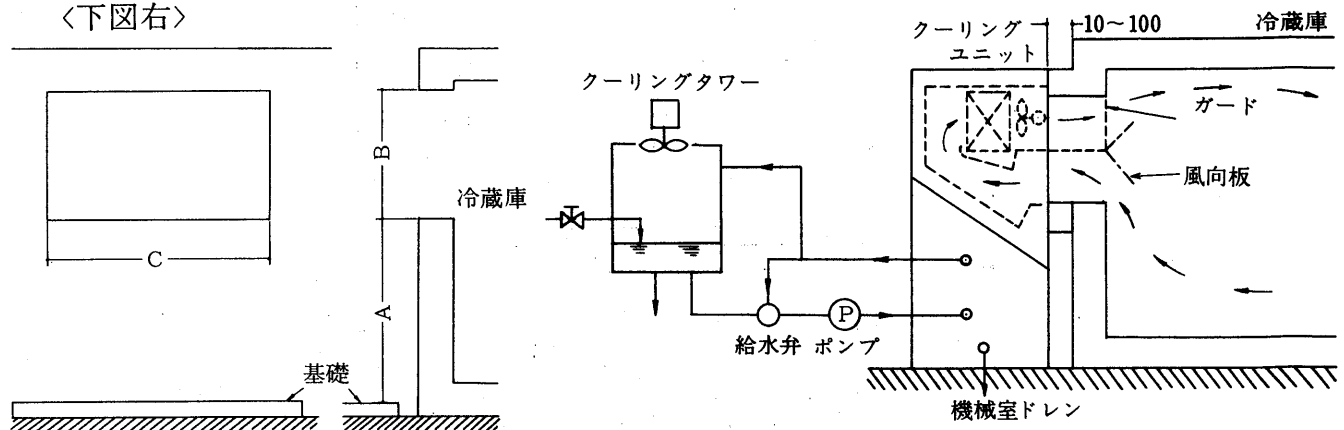 〈下図右〉
B
C
A
冷蔵庫
基礎
クーリングタワー
給水弁
ポンプ
P
クーリング
ユニット
10~100
冷蔵庫
ガード
風向板
機械室ドレン